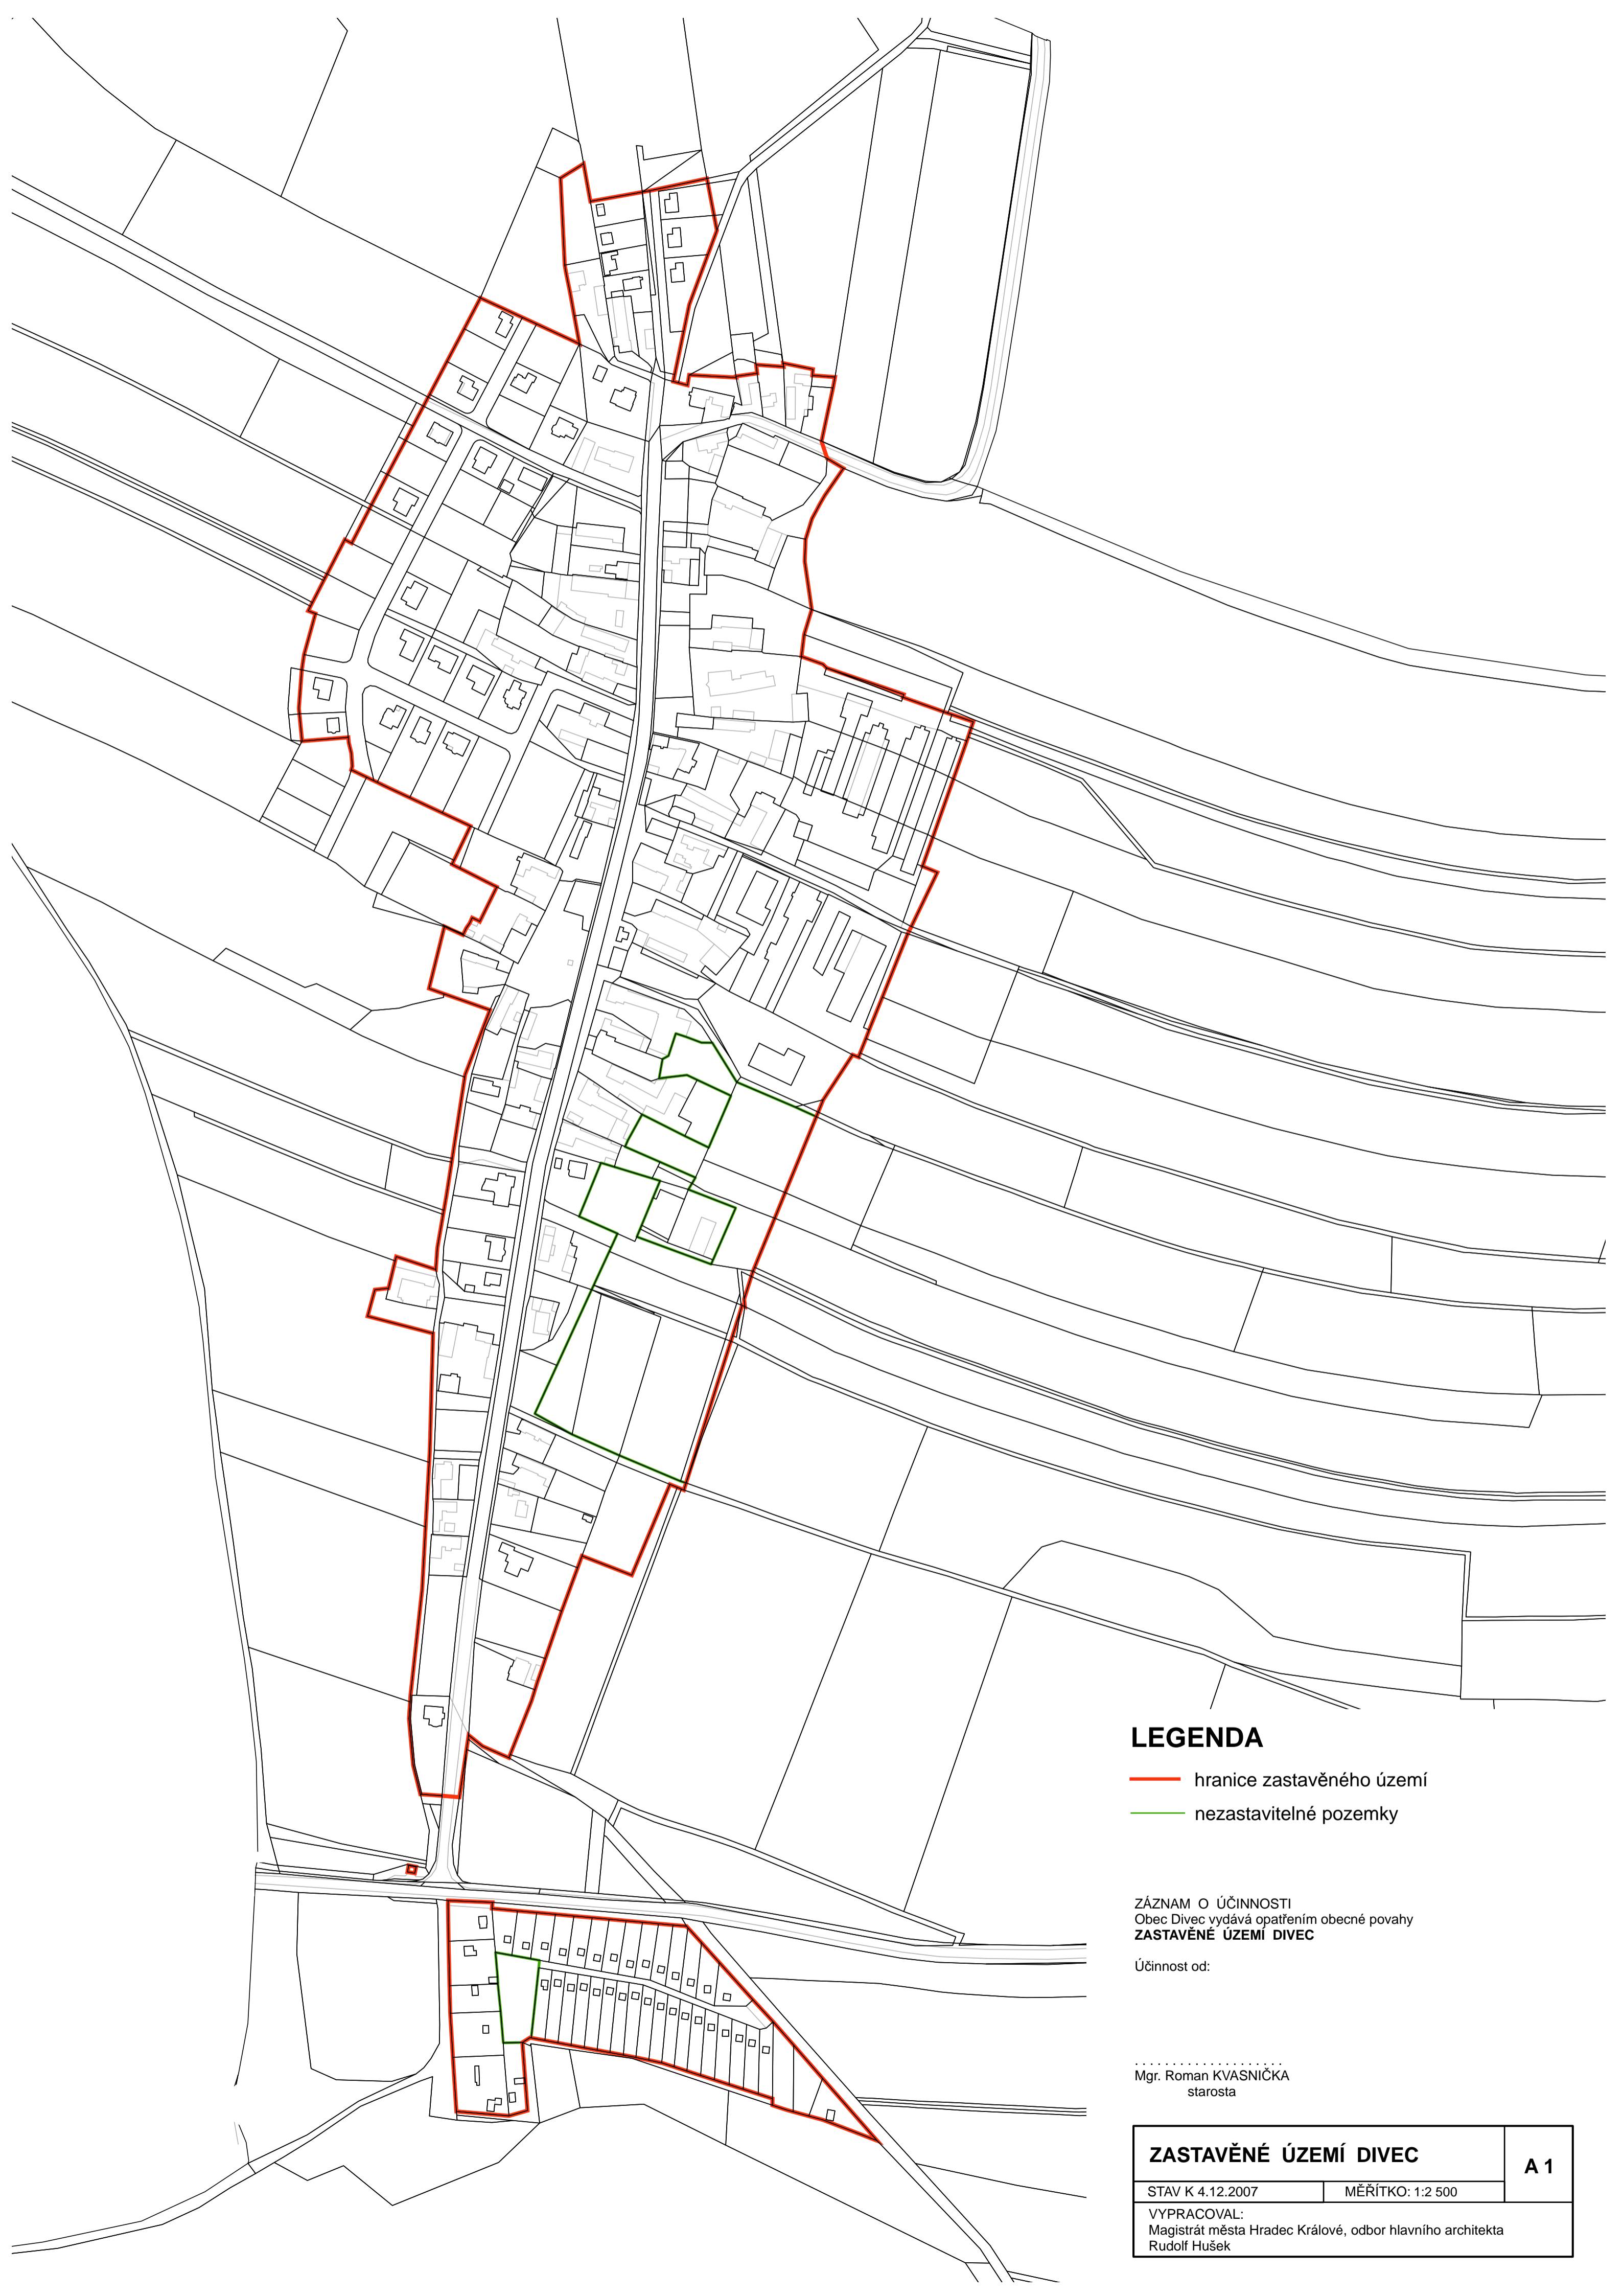 LEGENDA
hranice zastavěného území
nezastavitelné pozemky
ZÁZNAM O ÚČINNOSTI
Obec Divec vydává opatřením obecné povahy
ZASTAVĚNÉ ÚZEMÍ DIVEC
Účinnost od:
. . . . . . . . . . . . . . . . . . . .
Mgr. Roman KVASNIČKA
starosta
ZASTAVĚNÉ ÚZEMÍ DIVEC
A 1
STAV K 4.12.2007
MĚŘÍTKO: 1:2 500
VYPRACOVAL:
Magistrát města Hradec Králové, odbor hlavního architekta
Rudolf Hušek